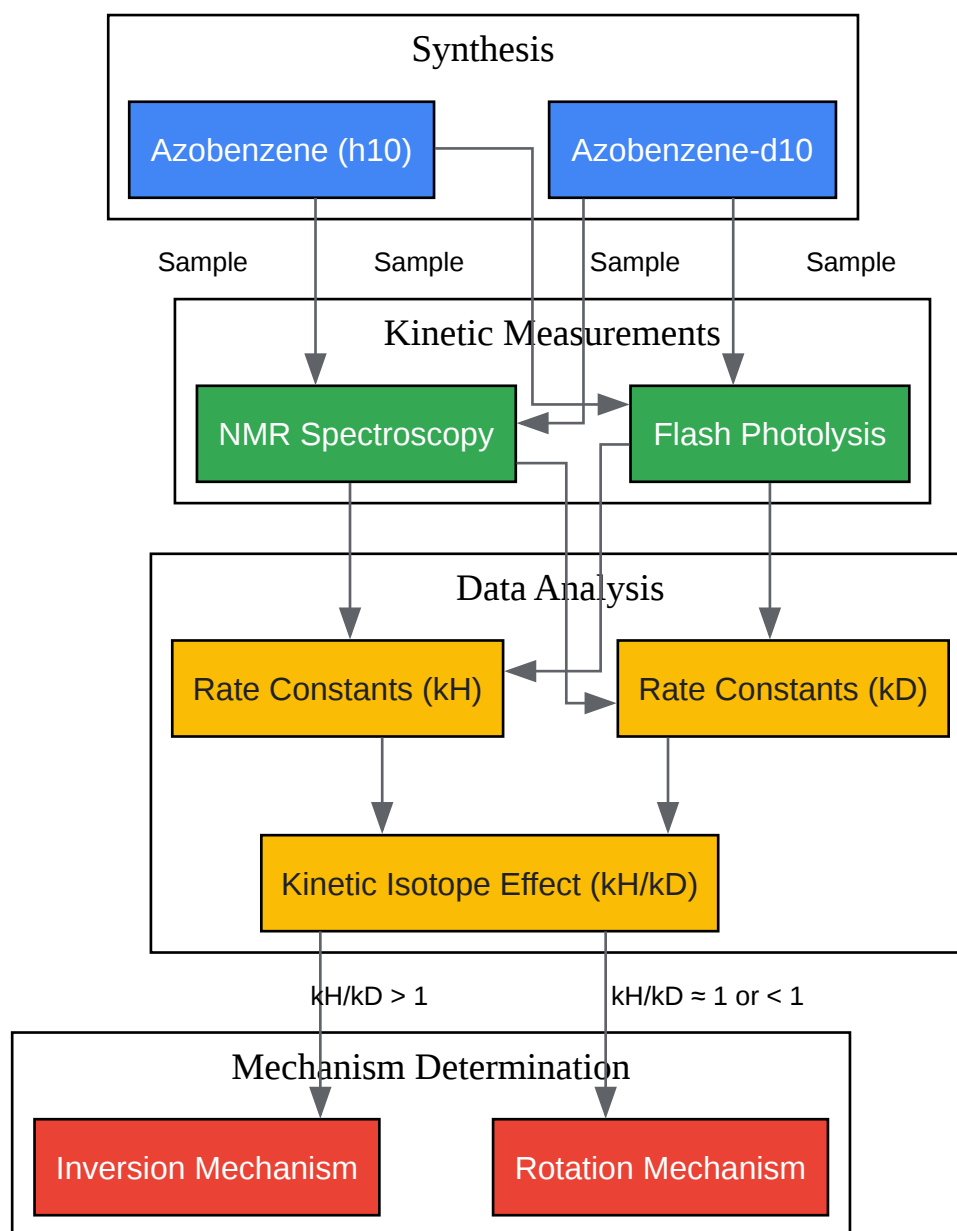 Synthesis
Azobenzene (h10)
Azobenzene-d10
Sample
Sample
Sample
Sample
Kinetic Measurements
NMR Spectroscopy
Flash Photolysis
Data Analysis
Rate Constants (kH)
Rate Constants (kD)
Kinetic Isotope Effect (kH/kD)
kH/kD > 1
kH/kD ≈ 1 or < 1
Mechanism Determination
Inversion Mechanism
Rotation Mechanism